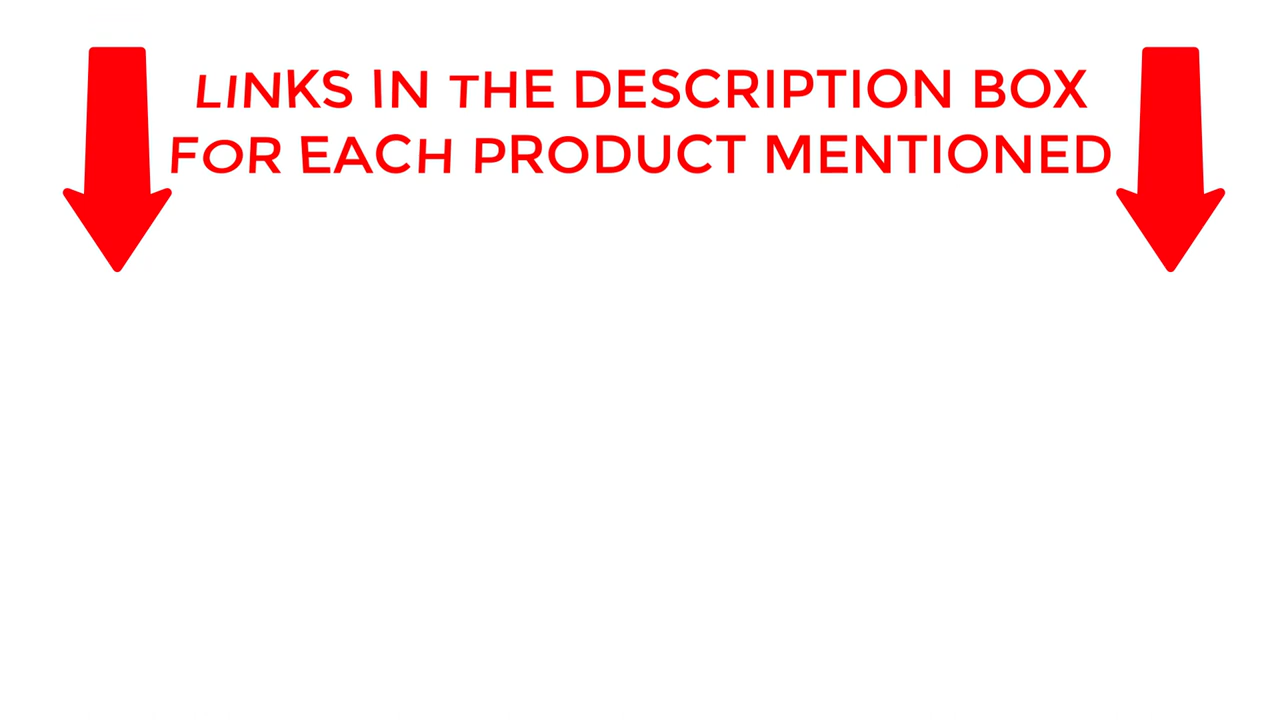 LINKS IN THE DESCRIPTION BOX
FOR EACH PRODUCT MENTIONED